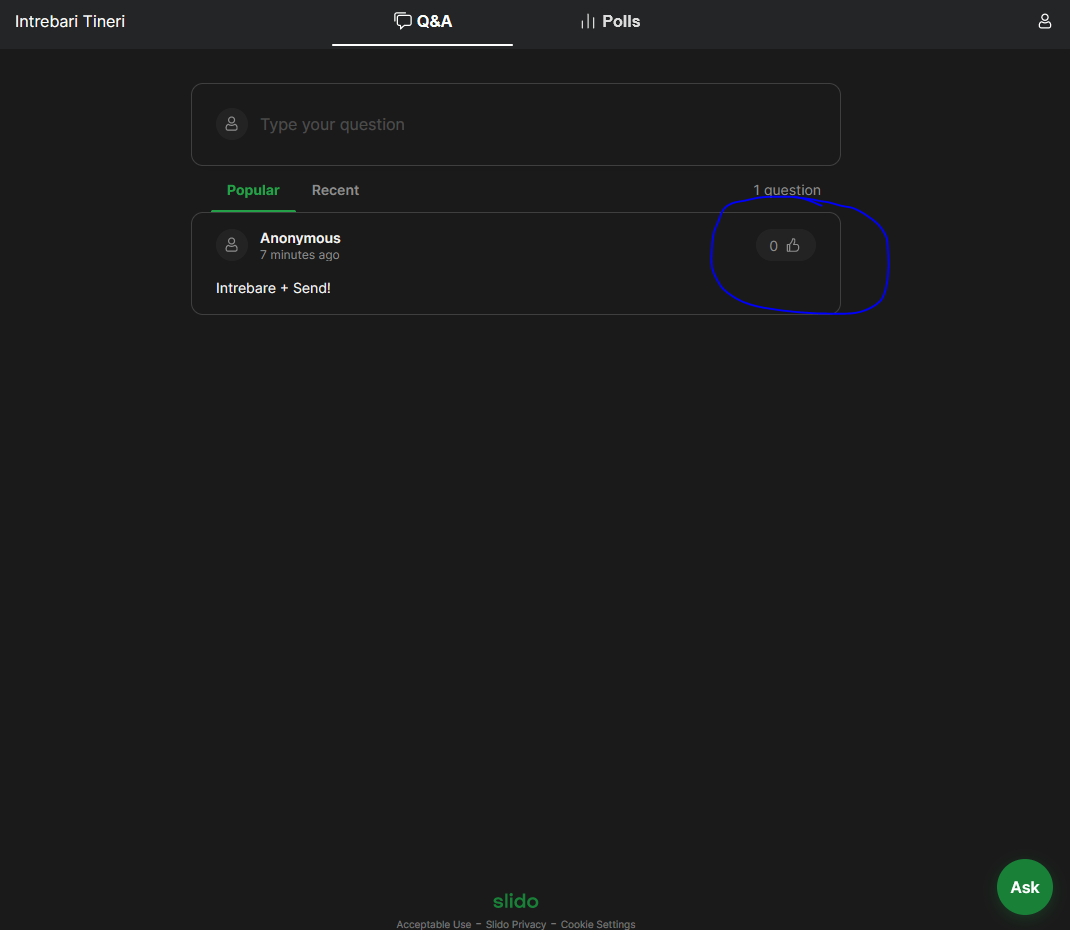 Intrebari Tineri
Q&A
Polls
Type your question
Popular
Recent
1 question
Anonymous
7 minutes ago
0
Intrebare + Send!
Ask
slido
Acceptable Use - Slido Privacy - Cookie Settings